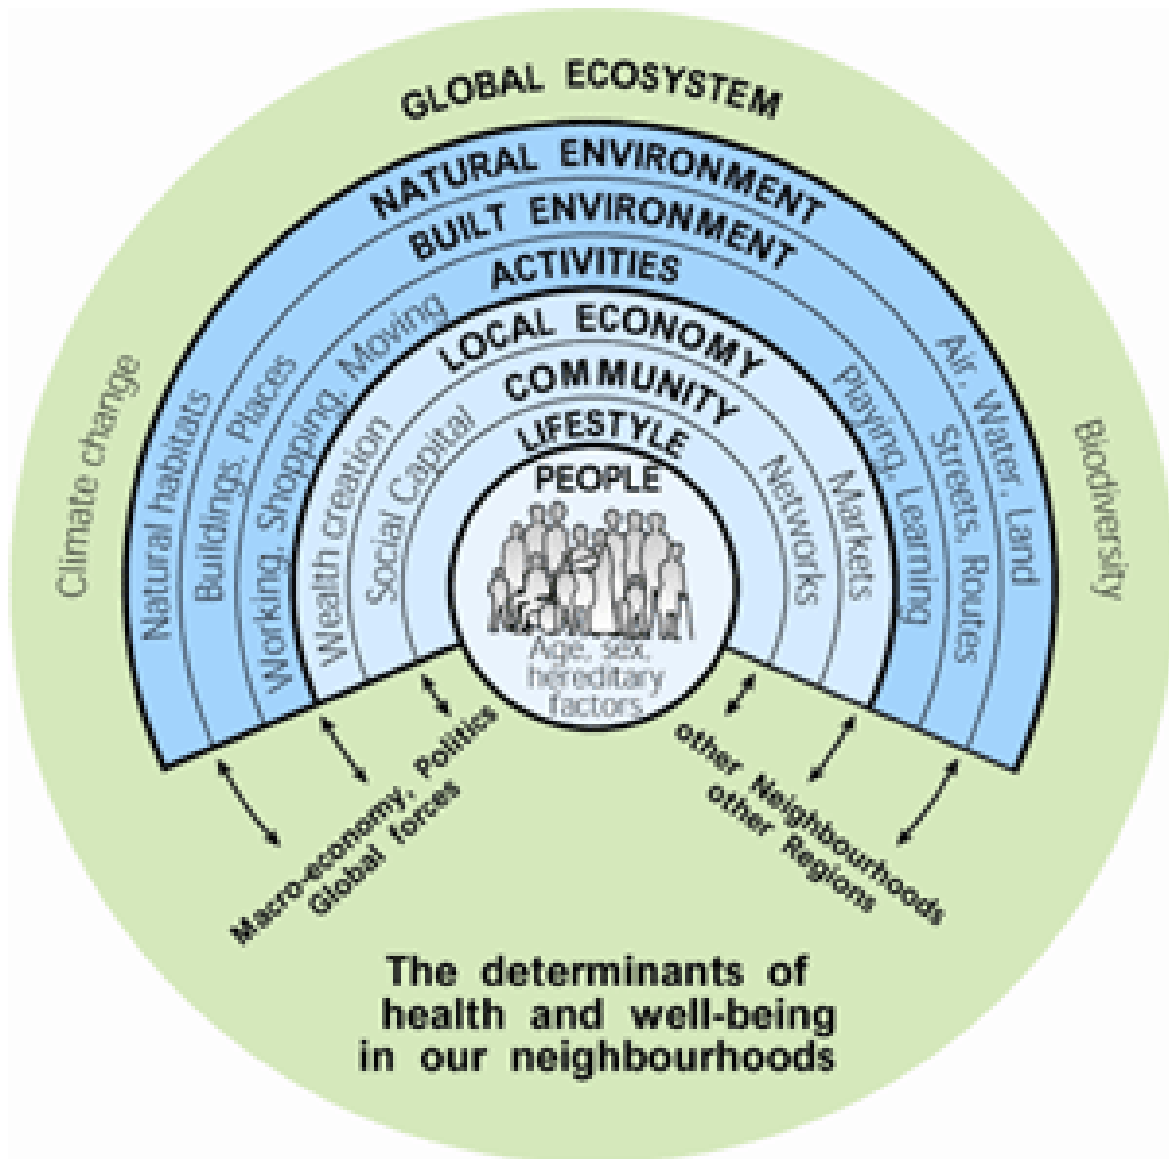 GLOBAL ECOSYSTEM
NATURAL ENVIRONMENT
BUILT ENVIRONMENT
ACTIVITIES
LOCAL ECONOMY
COMMUNITY
LIFESTYLE
PEOPLE
Age, sex,
hereditary
factors
Climate change
Natural habitats
Buildings, Places
Working, Shopping, Moving
Wealth creation
Social Capital
Networks
Markets
Playing, Learning
Streets, Routes
Air, Water, Land
Biodiversity
Macro-economy, Politics
Global forces
other Neighbourhoods
other Regions
The determinants of
health and well-being
in our neighbourhoods